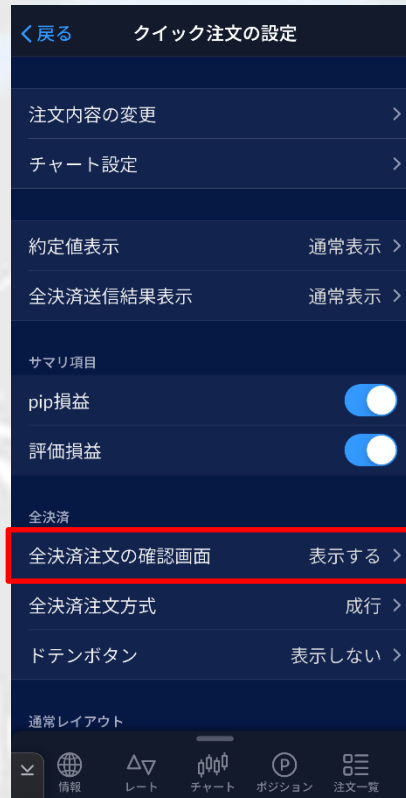 戻る クイック注文の設定
注文内容の変更
チャート設定
約定値表示 通常表示
全決済送信結果表示 通常表示
サマリ項目
pip損益
評価損益
全決済
全決済注文の確認画面 表示する
全決済注文方式 成行
ドテンボタン 表示しない
通常レイアウト
情報 レート チャート ポジション 注文一覧